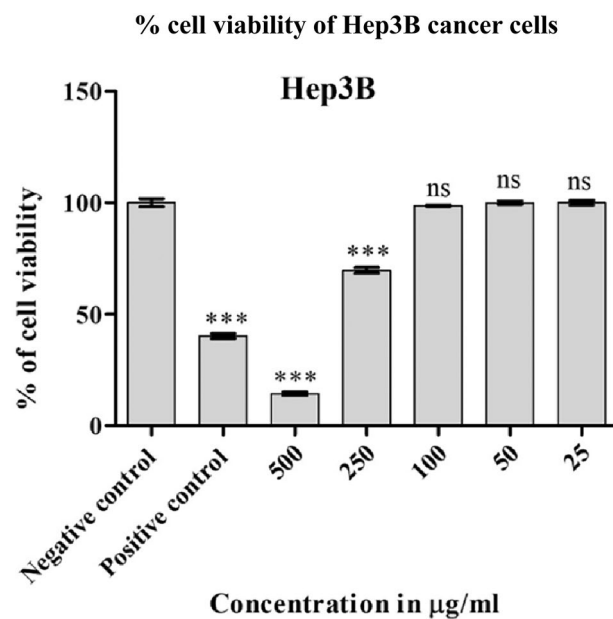 % cell viability of Hep3B cancer cells
Hep3B
% of cell viability
150
100
50
0
***
***
***
ns
ns
ns
Negative control
Positive control
500
250
100
50
25
Concentration in µg/ml